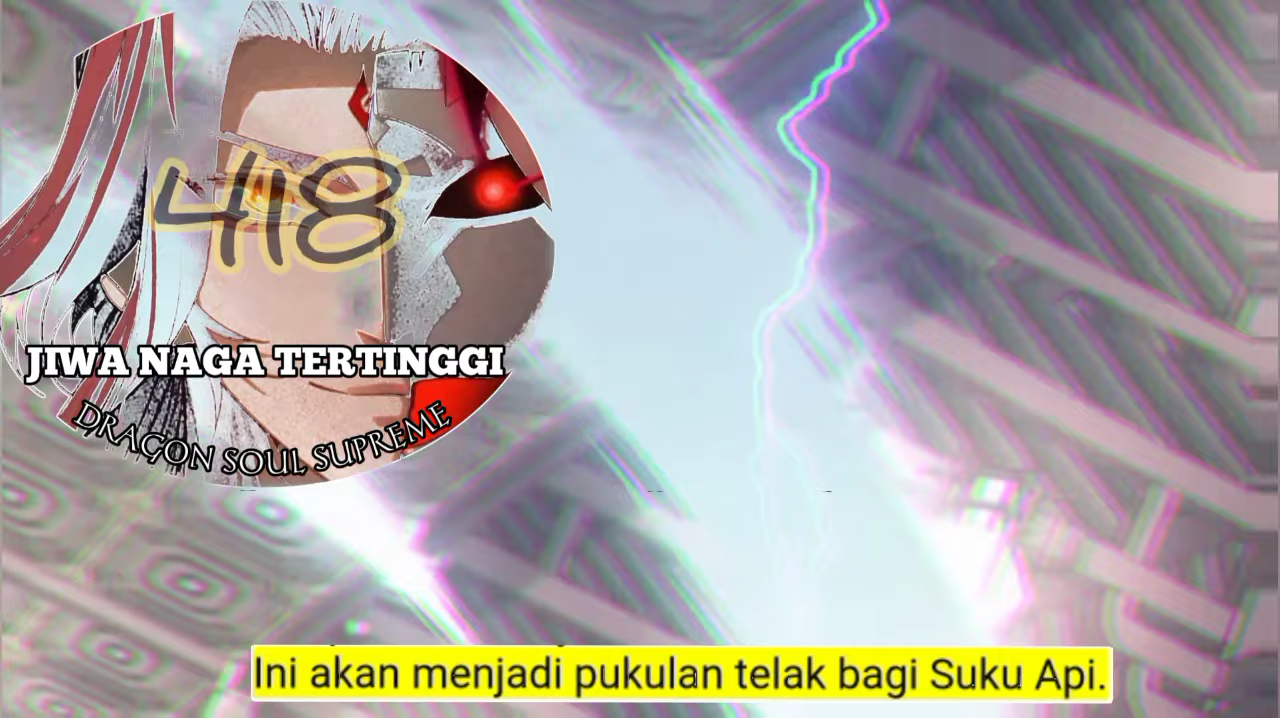 418
JIWA NAGA TERTINGGI
DRAGON SOUL SUPREME
Ini akan menjadi pukulan telak bagi Suku Api.